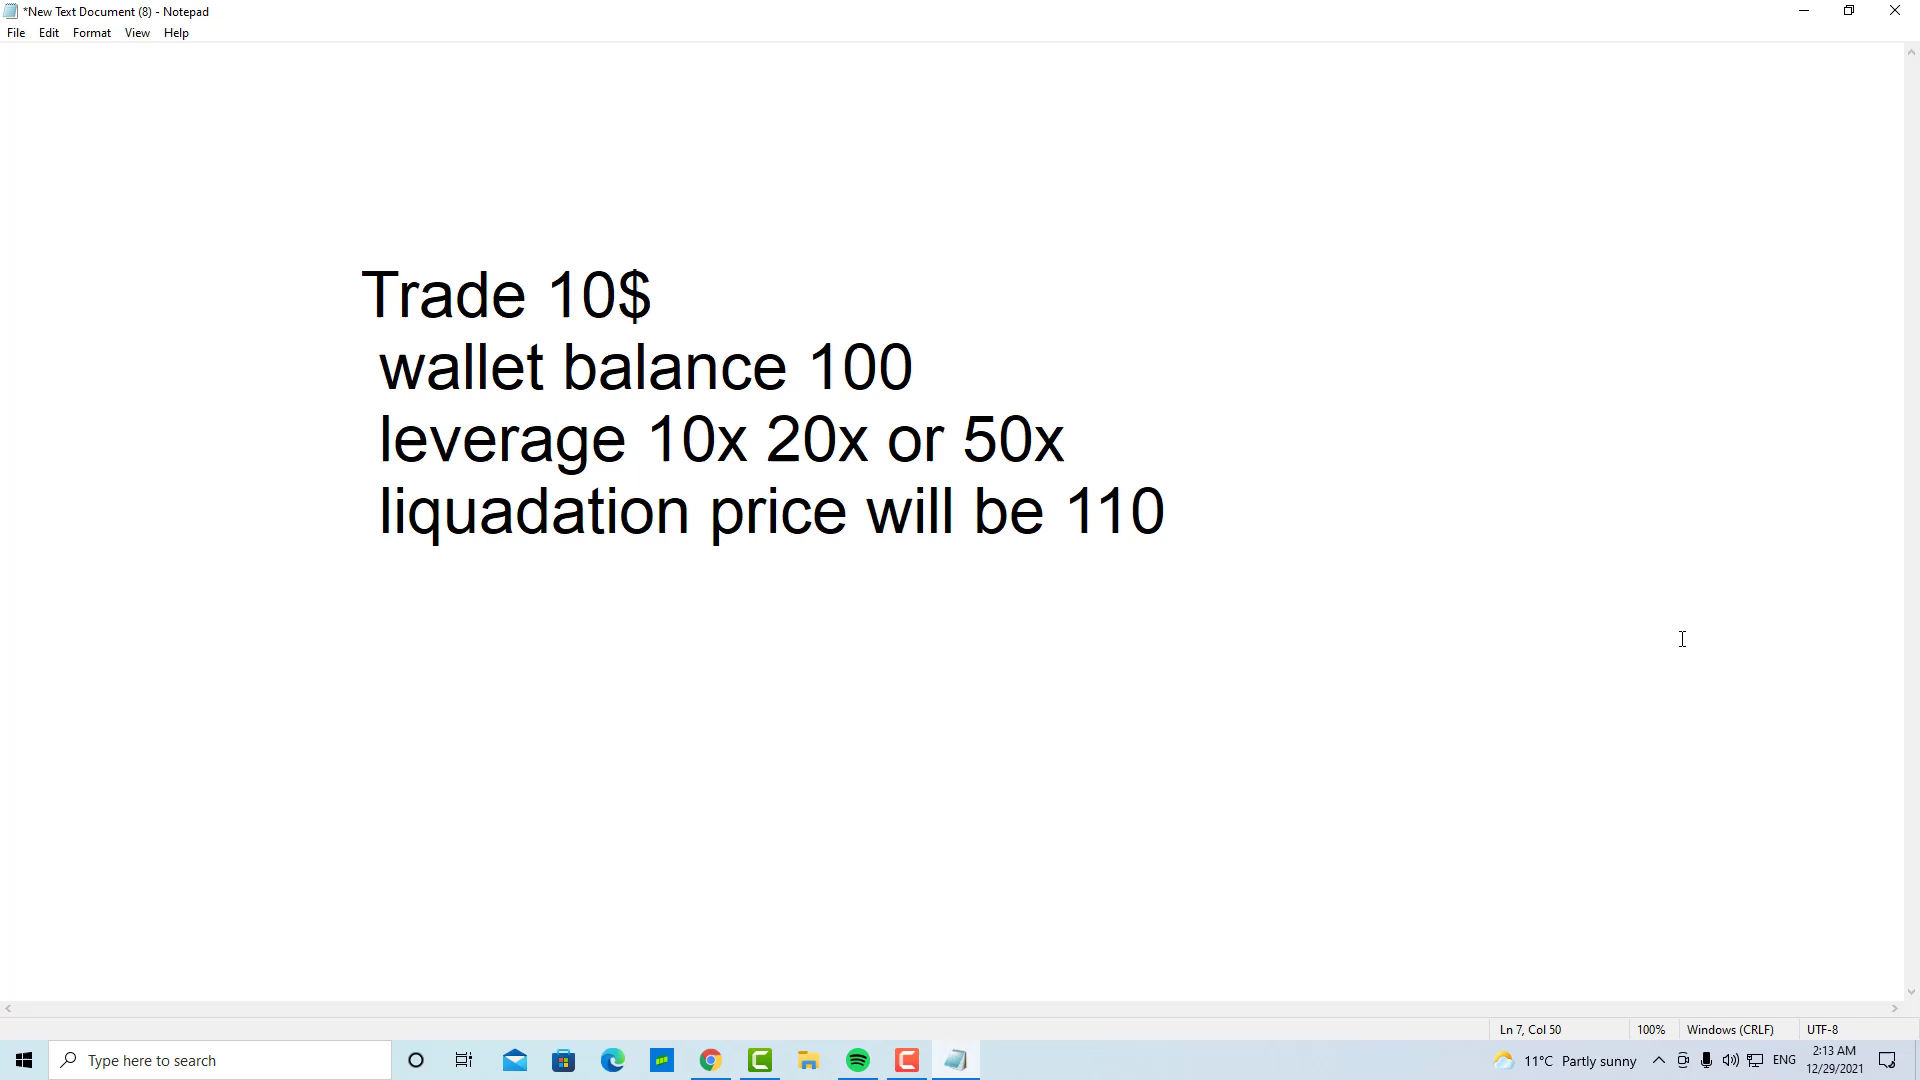 *New Text Document (8) - Notepad
File Edit Format View Help
Trade 10$
wallet balance 100
leverage 10x 20x or 50x
liquadation price will be 110
Ln 7, Col 50 100% Windows (CRLF) UTF-8
Type here to search
11°C Partly sunny
ENG
2:13 AM
12/29/2021